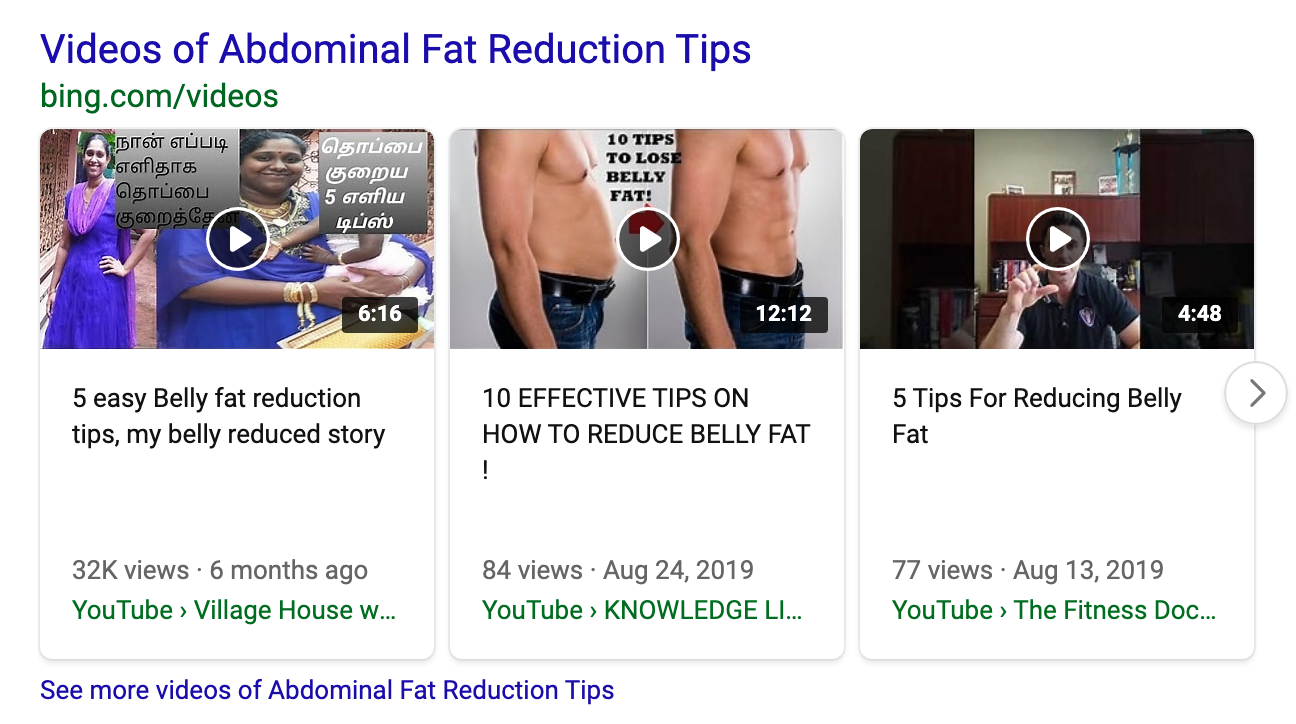 Videos of Abdominal Fat Reduction Tips
bing.com/videos
நான் எப்படி
எளிதாக
தொப்பை
குறைத்தேன்
தொப்பை
குறைய
5 எளிய
டிப்ஸ்
6:16
10 TIPS
TO LOSE
BELLY
FAT!
12:12
4:48
5 easy Belly fat reduction
tips, my belly reduced story
32K views · 6 months ago
YouTube › Village House w...
10 EFFECTIVE TIPS ON
HOW TO REDUCE BELLY FAT
!
84 views · Aug 24, 2019
YouTube › KNOWLEDGE LI...
5 Tips For Reducing Belly
Fat
77 views · Aug 13, 2019
YouTube › The Fitness Doc...
See more videos of Abdominal Fat Reduction Tips